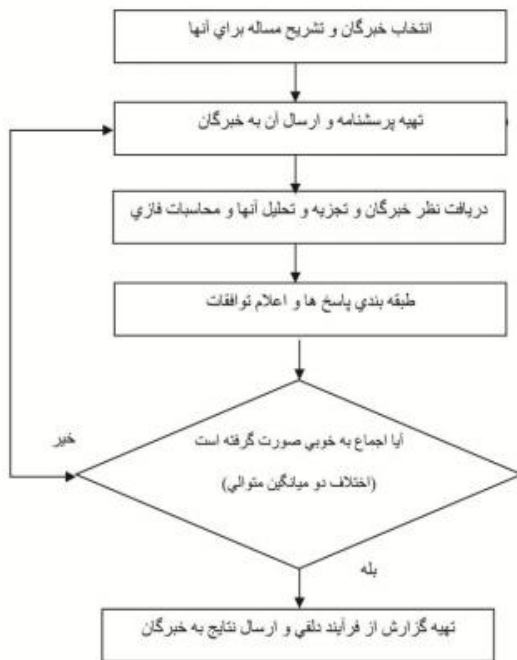 انتخاب خبرگان و تشريح مساله براي آنها
تهيه پرسشنامه و ارسال آن به خبرگان
دريافت نظر خبرگان و تجزيه و تحليل آنها و محاسبات فازي
طبقه بندي پاسخ ها و اعلام توافقات
آيا اجماع به خوبي صورت گرفته است
(اختلاف دو ميانگين متوالي)
خير
بله
تهيه گزارش از فرآيند دلفي و ارسال نتايج به خبرگان